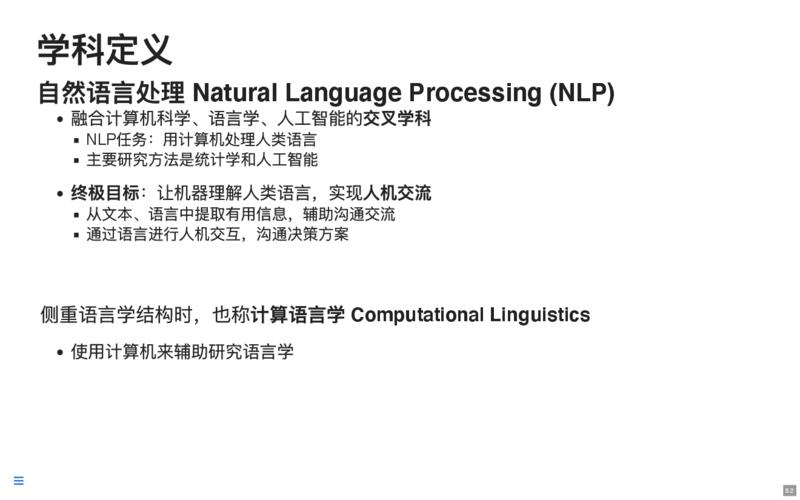 学科定义
自然语言处理 Natural Language Processing (NLP)
融合计算机科学、语言学、人工智能的交叉学科
NLP任务：用计算机处理人类语言
主要研究方法是统计学和人工智能
终极目标：让机器理解人类语言，实现人机交流
从文本、语言中提取有用信息，辅助沟通交流
通过语言进行人机交互，沟通决策方案
侧重语言学结构时，也称计算语言学 Computational Linguistics
使用计算机来辅助研究语言学
5.2